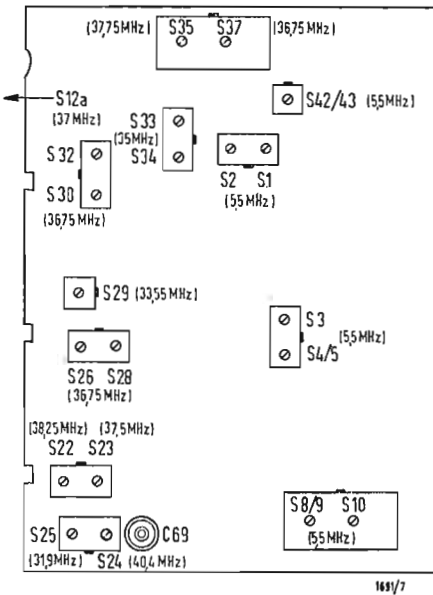 (37,75MHz) S35 S37 (36,75MHz)
S12a
(37MHz)
S42/43 (5,5MHz)
S33
(35MHz)
S34
S32
S30
(36,75MHz)
S2 S1
(5,5MHz)
S29 (33,55MHz)
S3
(5,5MHz)
S4/5
S26 S28
(36,75MHz)
(38,25MHz) (37,5MHz)
S22 S23
S8/9 S10
(5,5MHz)
S25 C69
(31,9MHz) S24 (40,4MHz)
1691/7